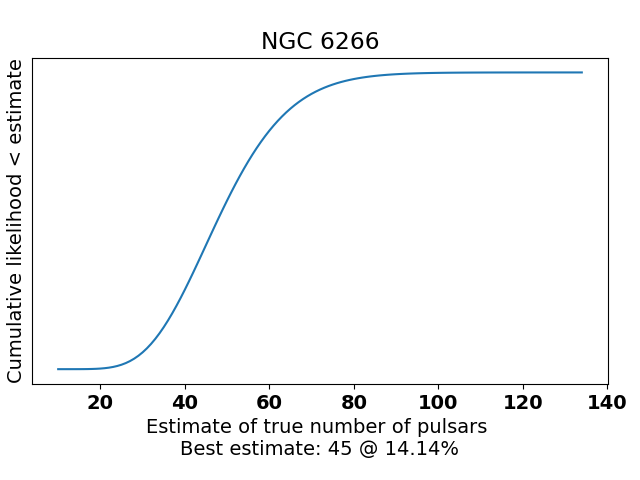 NGC 6266
Cumulative likelihood < estimate
20 40 60 80 100 120 140
Estimate of true number of pulsars
Best estimate: 45 @ 14.14%